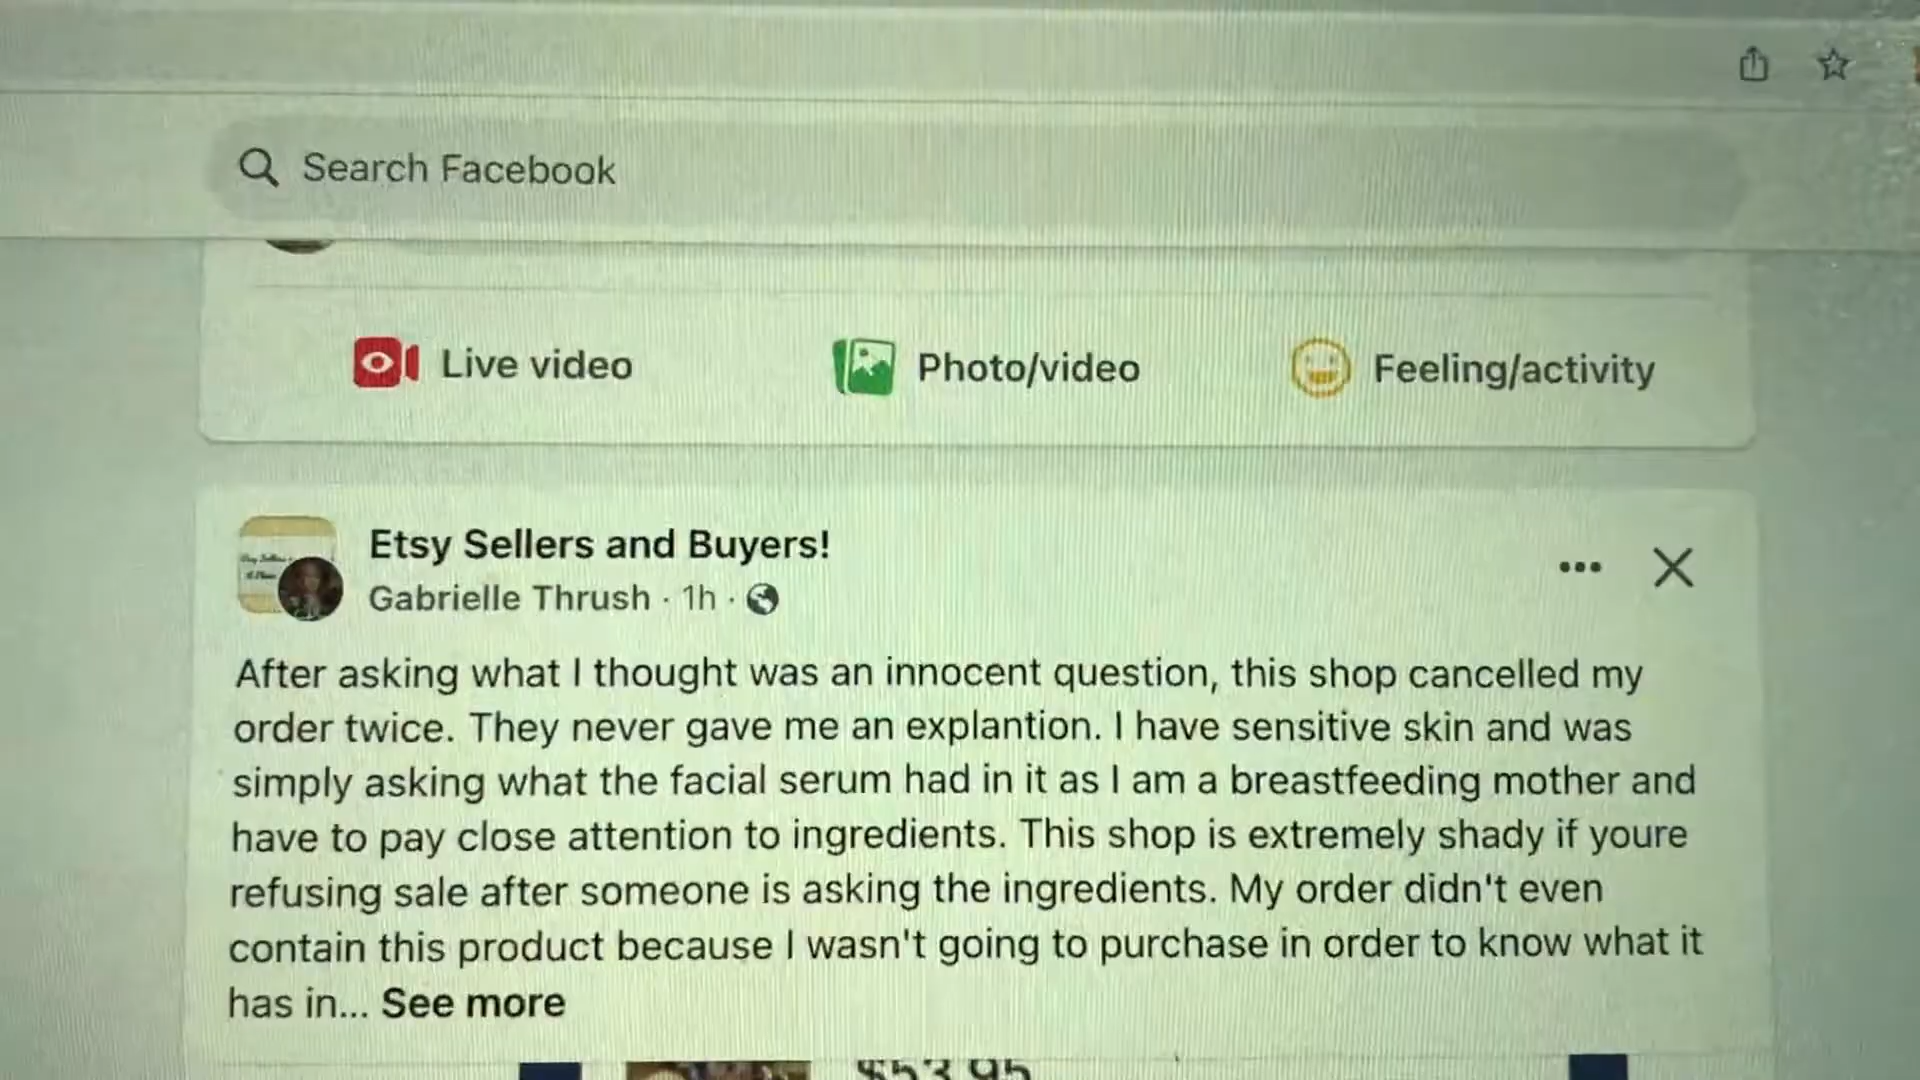 Search Facebook
Live video
Photo/video
Feeling/activity
Etsy Sellers and Buyers!
Gabrielle Thrush · 1h ·
After asking what I thought was an innocent question, this shop cancelled my
order twice. They never gave me an explantion. I have sensitive skin and was
simply asking what the facial serum had in it as I am a breastfeeding mother and
have to pay close attention to ingredients. This shop is extremely shady if youre
refusing sale after someone is asking the ingredients. My order didn't even
contain this product because I wasn't going to purchase in order to know what it
has in... See more
$53.95